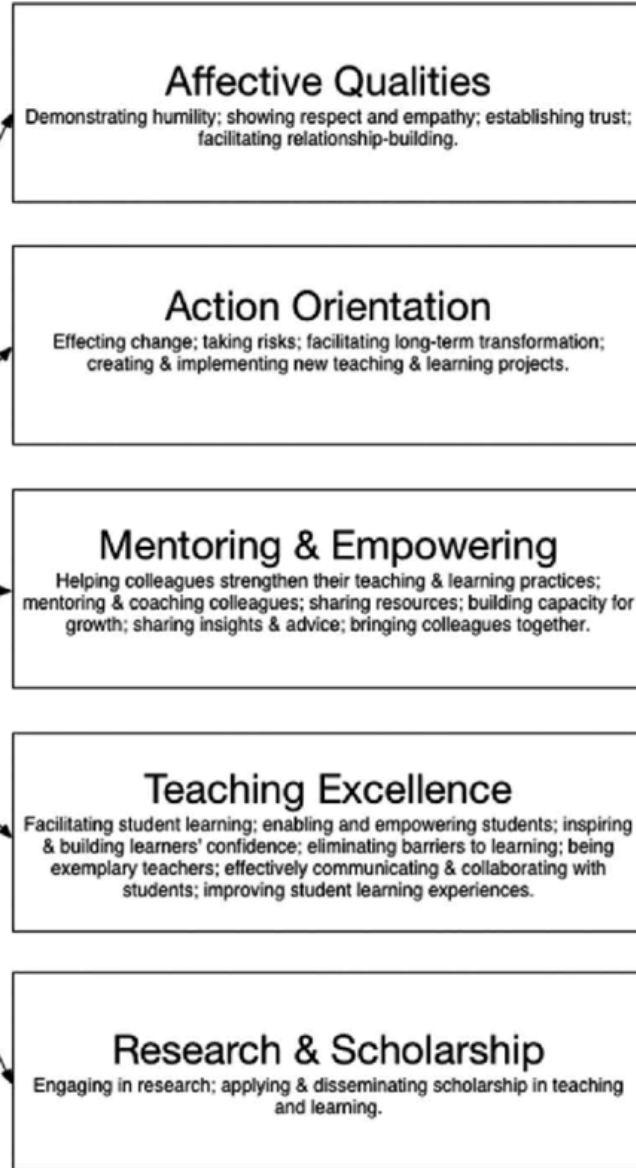 Affective Qualities
Demonstrating humility; showing respect and empathy; establishing trust;
facilitating relationship-building.
Action Orientation
Effecting change; taking risks; facilitating long-term transformation;
creating & implementing new teaching & learning projects.
Mentoring & Empowering
Helping colleagues strengthen their teaching & learning practices;
mentoring & coaching colleagues; sharing resources; building capacity for
growth; sharing insights & advice; bringing colleagues together.
Teaching Excellence
Facilitating student learning; enabling and empowering students; inspiring
& building learners' confidence; eliminating barriers to learning; being
exemplary teachers; effectively communicating & collaborating with
students; improving student learning experiences.
Research & Scholarship
Engaging in research; applying & disseminating scholarship in teaching
and learning.